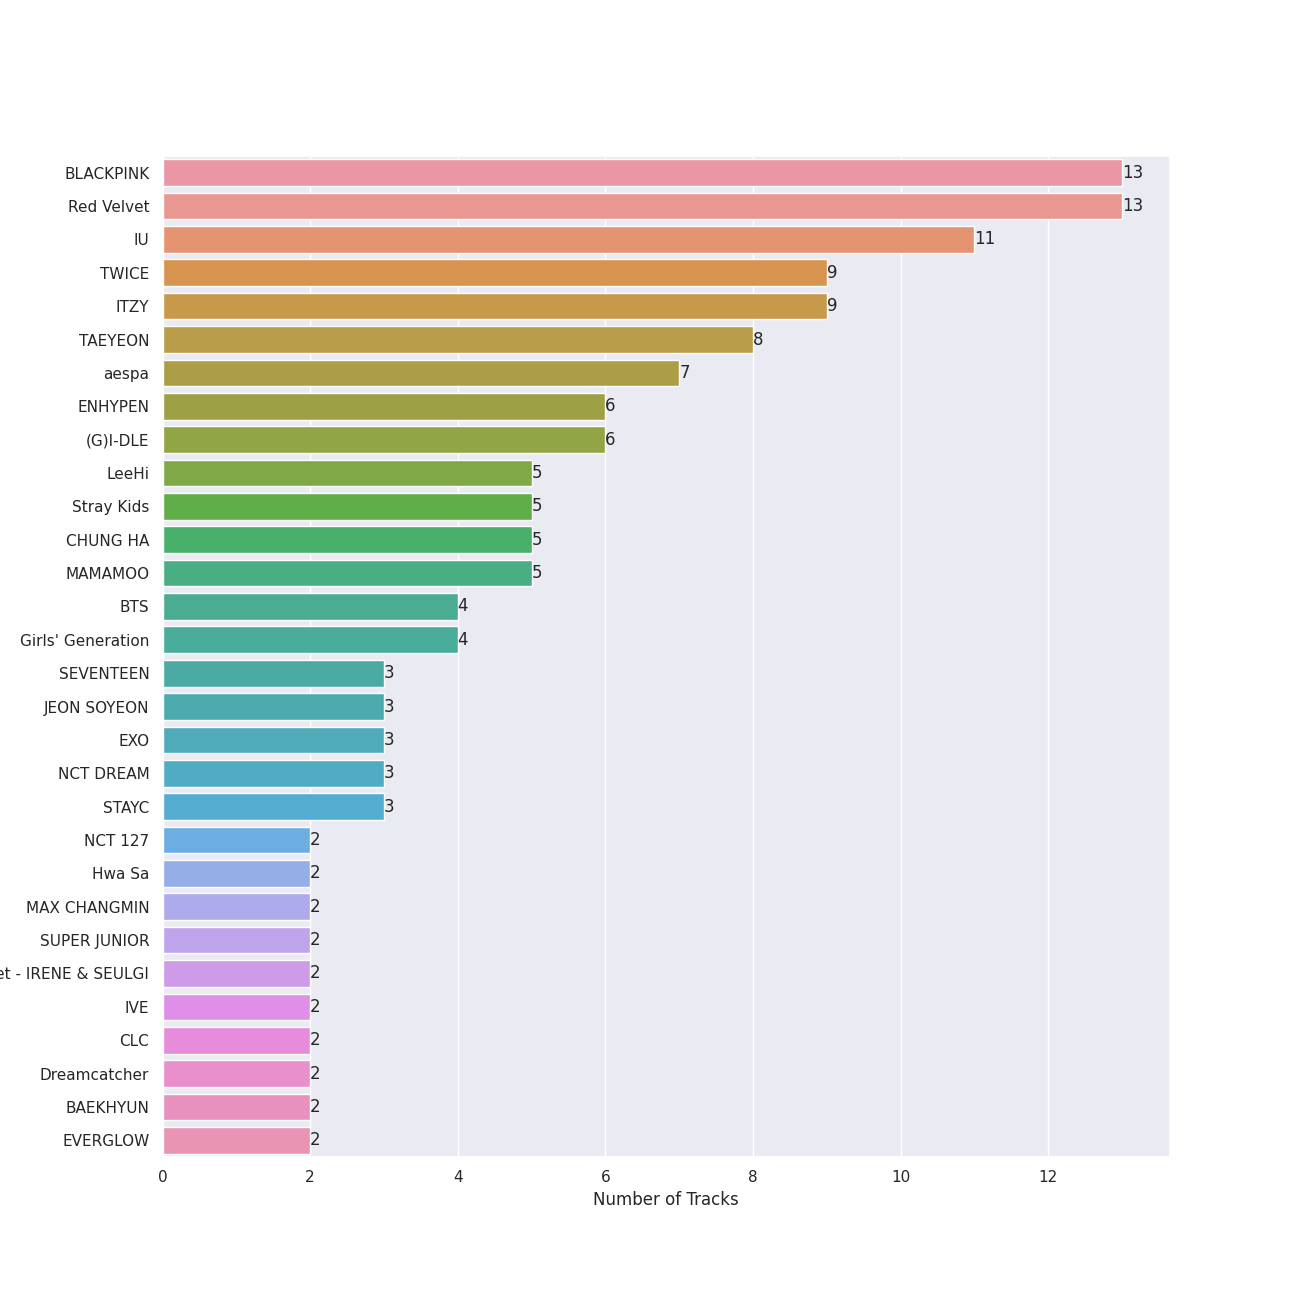 BLACKPINK 13
Red Velvet 13
IU 11
TWICE 9
ITZY 9
TAEYEON 8
aespa 7
ENHYPEN 6
(G)I-DLE 6
LeeHi 5
Stray Kids 5
CHUNG HA 5
MAMAMOO 5
BTS 4
Girls' Generation 4
SEVENTEEN 3
JEON SOYEON 3
EXO 3
NCT DREAM 3
STAYC 3
NCT 127 2
Hwa Sa 2
MAX CHANGMIN 2
SUPER JUNIOR 2
et - IRENE & SEULGI 2
IVE 2
CLC 2
Dreamcatcher 2
BAEKHYUN 2
EVERGLOW 2
0 2 4 6 8 10 12
Number of Tracks